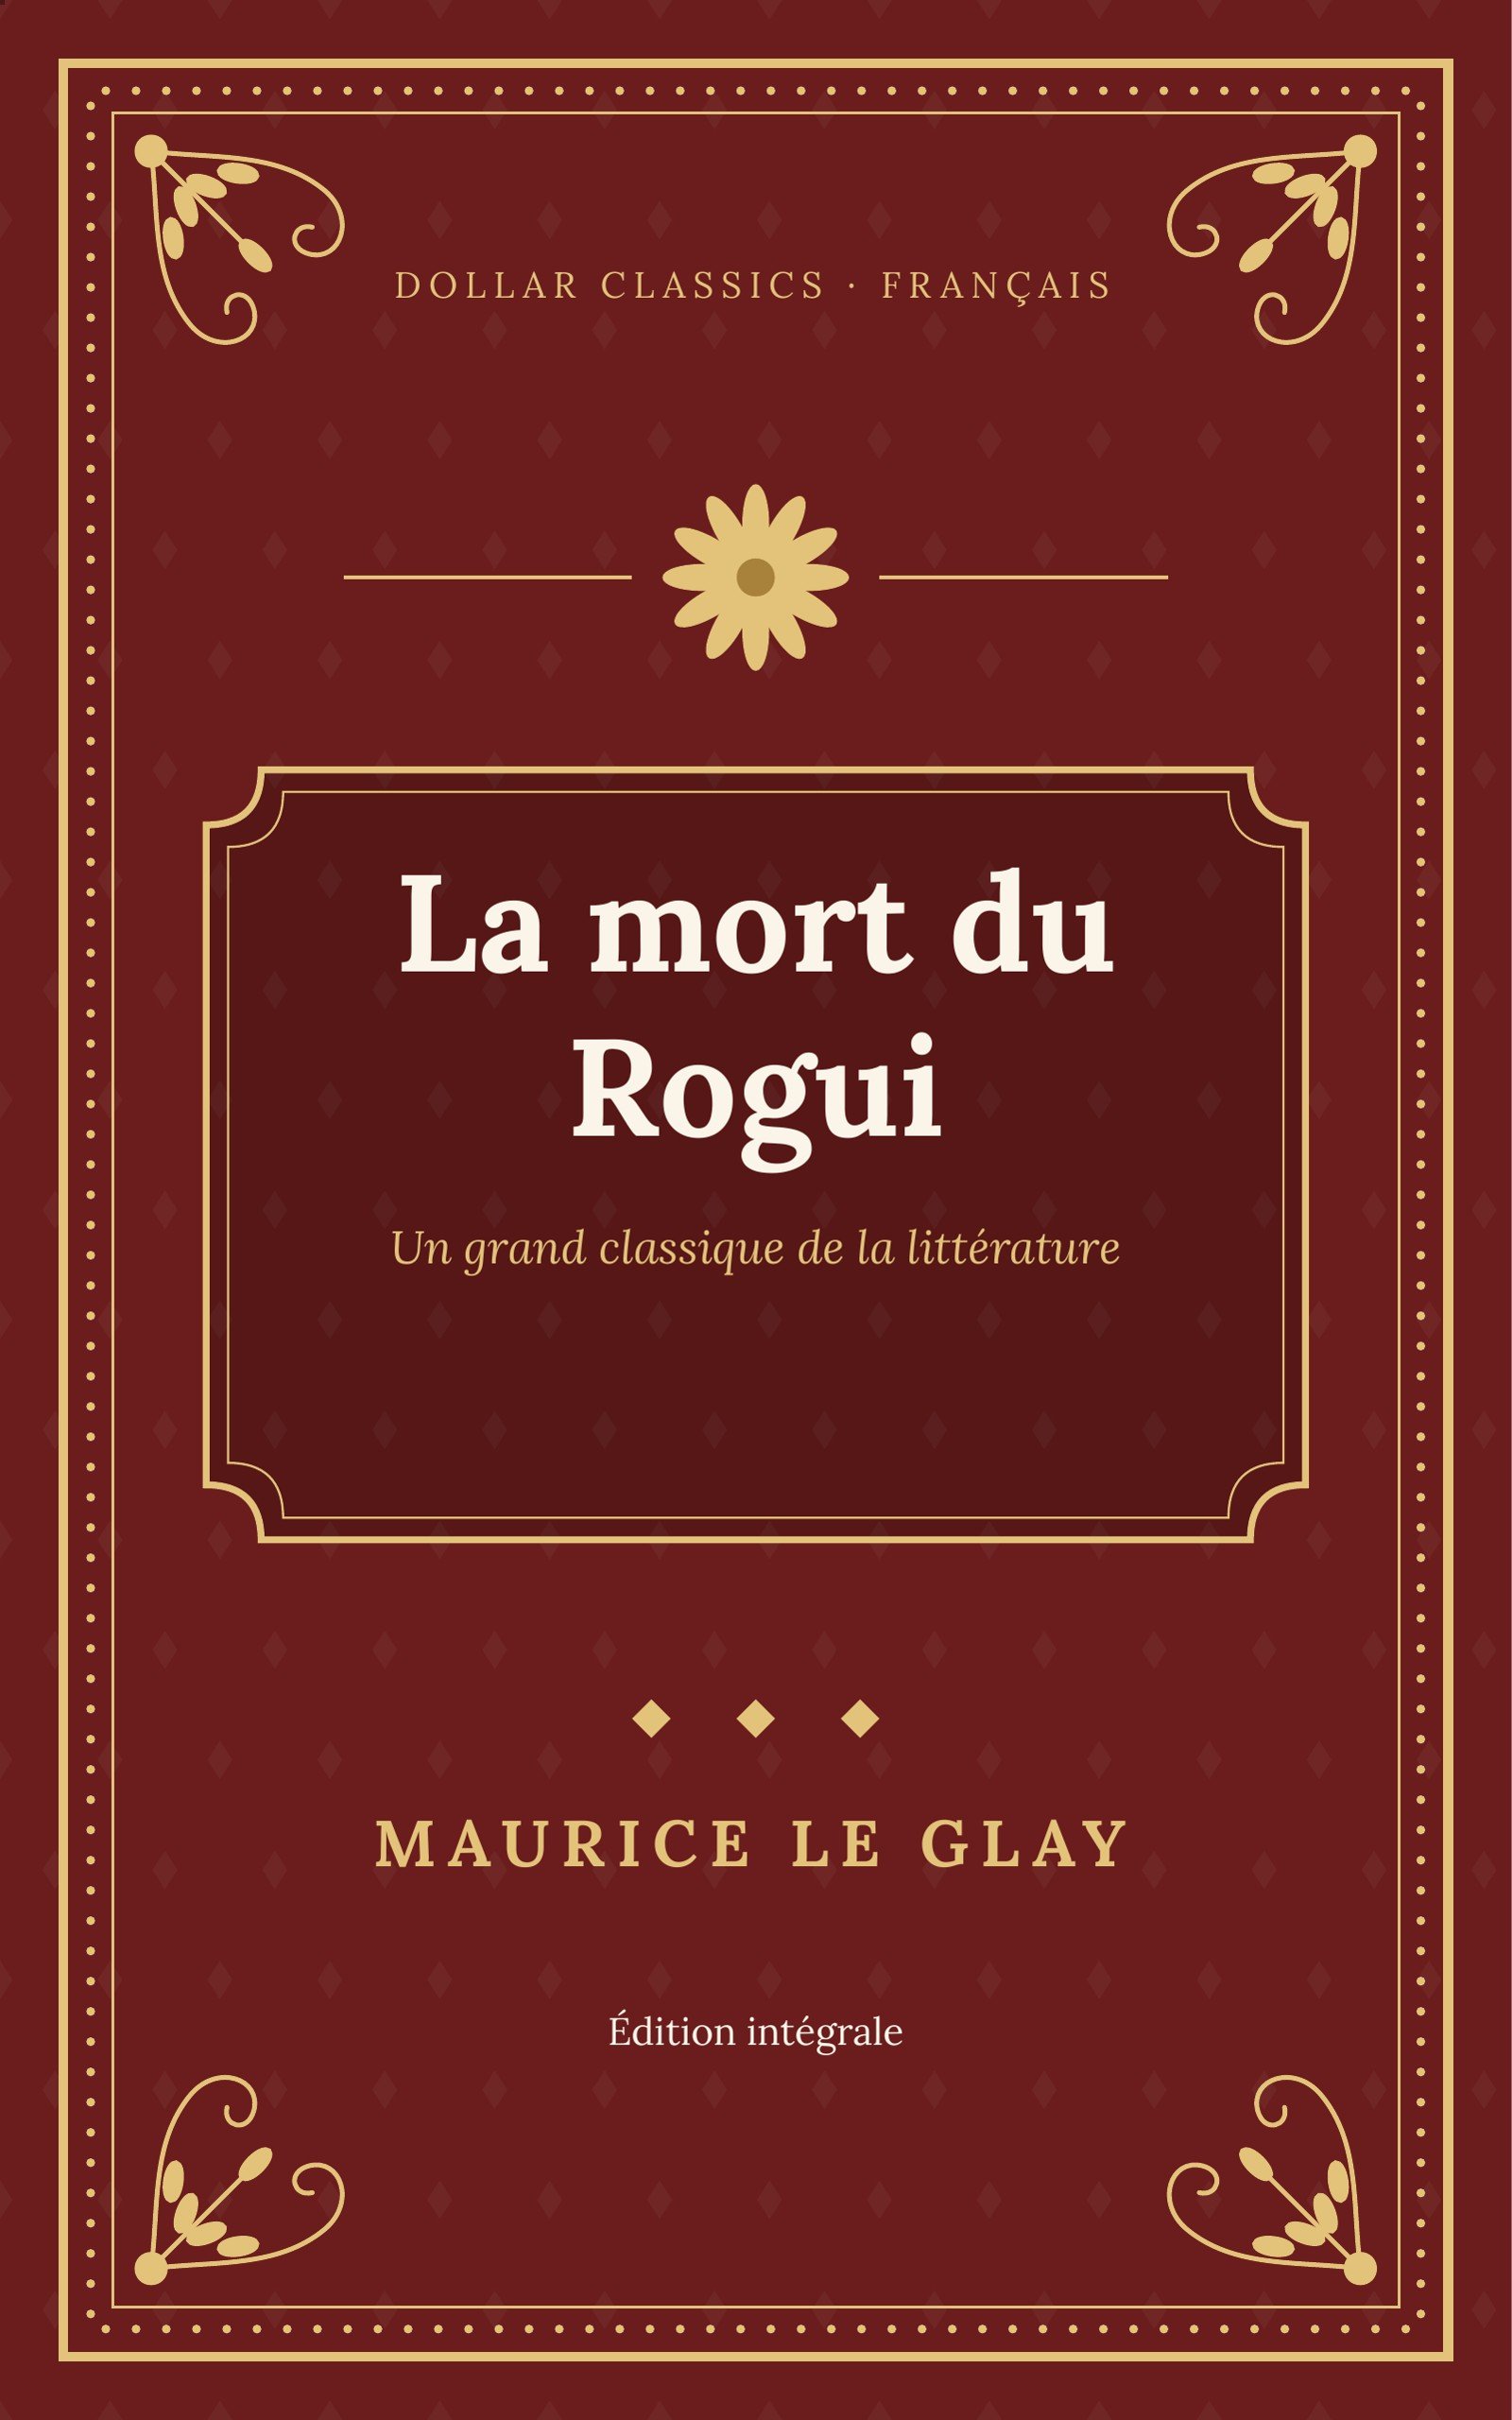 DOLLAR CLASSICS · FRANÇAIS
La mort du
Rogui
Un grand classique de la littérature
MAURICE LE GLAY
Édition intégrale